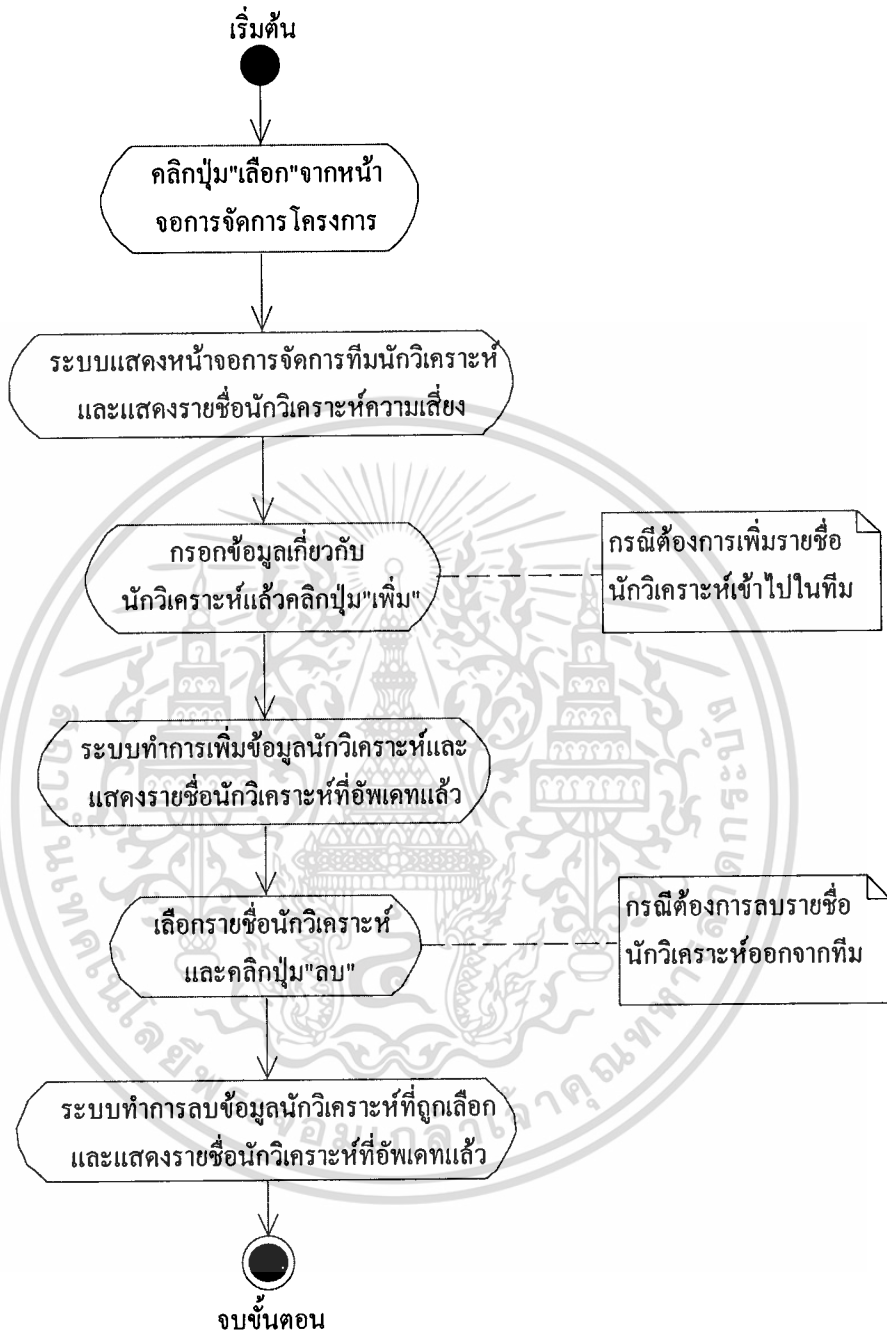 เริ่มต้น
คลิกปุ่ม"เลือก"จากหน้า
จอการจัดการโครงการ
ระบบแสดงหน้าจอการจัดการทีมนักวิเคราะห์
และแสดงรายชื่อนักวิเคราะห์ความเสี่ยง
กรอกข้อมูลเกี่ยวกับ
นักวิเคราะห์แล้วคลิกปุ่ม"เพิ่ม"
กรณีต้องการเพิ่มรายชื่อ
นักวิเคราะห์เข้าไปในทีม
ระบบทำการเพิ่มข้อมูลนักวิเคราะห์และ
แสดงรายชื่อนักวิเคราะห์ที่อัพเดทแล้ว
เลือกรายชื่อนักวิเคราะห์
และคลิกปุ่ม"ลบ"
กรณีต้องการลบรายชื่อ
นักวิเคราะห์ออกจากทีม
ระบบทำการลบข้อมูลนักวิเคราะห์ที่ถูกเลือก
และแสดงรายชื่อนักวิเคราะห์ที่อัพเดทแล้ว
จบขั้นตอน